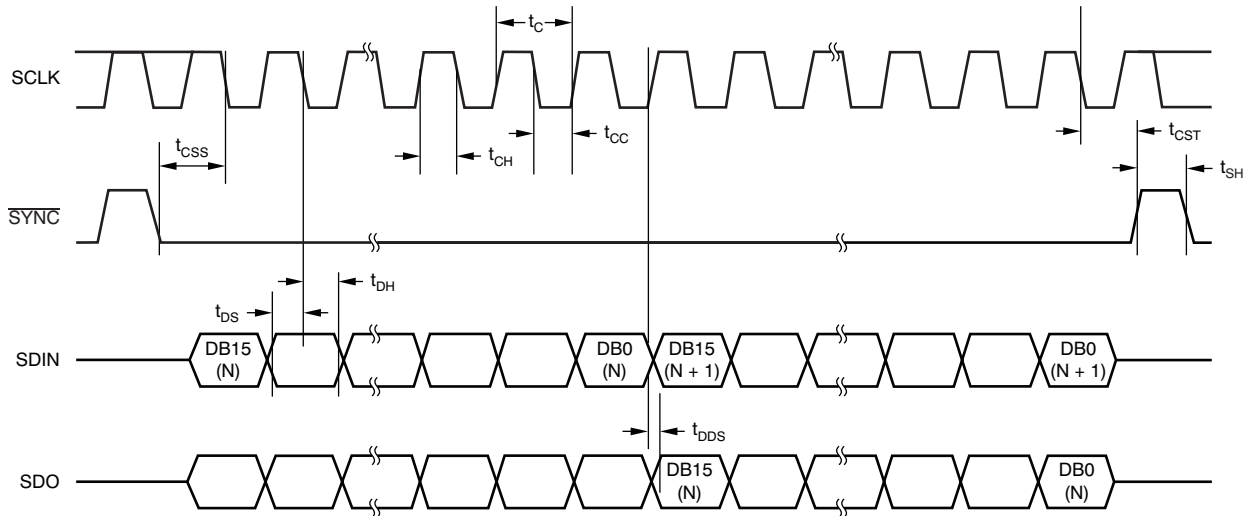 t_C
SCLK
t_CSS
t_CH
t_CC
t_CST
t_SH
SYNC
t_DH
t_DS
SDIN
DB15
(N)
DB0
(N)
DB15
(N + 1)
DB0
(N + 1)
t_DDS
SDO
DB15
(N)
DB0
(N)